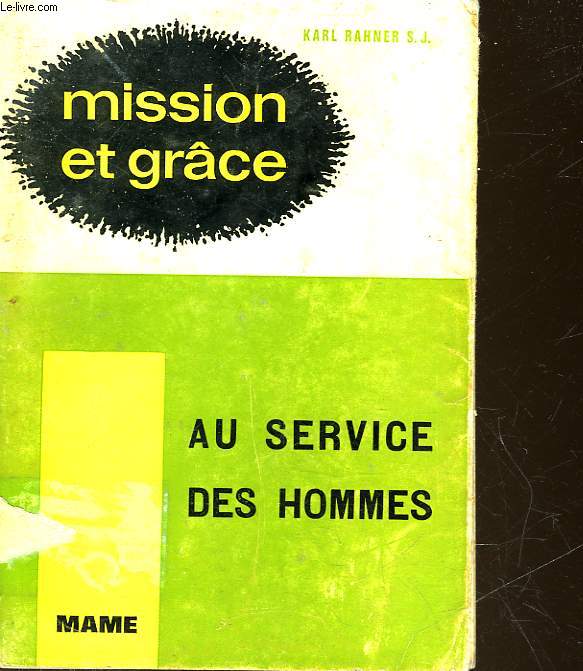 Le-livre.com
KARL RAHNER S.J.
mission
et grâce
AU SERVICE
DES HOMMES
MAME